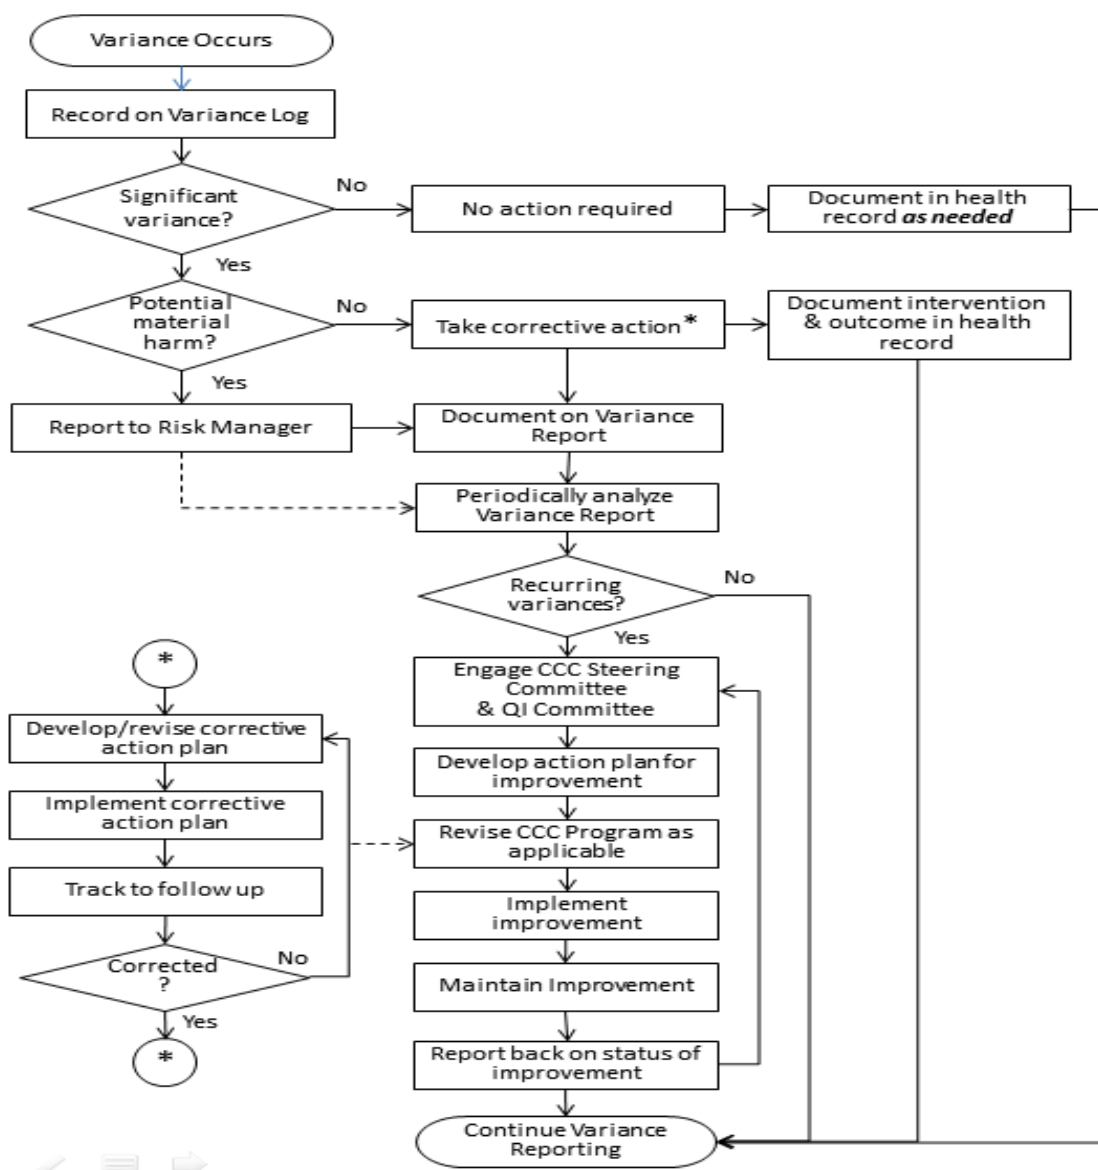 Variance Occurs
Record on Variance Log
Significant
variance?
No
No action required
Document in health
record as needed
Yes
Potential
material
harm?
No
Take corrective action*
Document intervention
& outcome in health
record
Yes
Report to Risk Manager
Document on Variance
Report
Periodically analyze
Variance Report
Recurring
variances?
No
Yes
Engage CCC Steering
Committee
& QI Committee
Develop action plan for
improvement
Revise CCC Program as
applicable
Implement
improvement
Maintain Improvement
Report back on status of
improvement
Continue Variance
Reporting
*
Develop/revise corrective
action plan
Implement corrective
action plan
Track to follow up
Corrected
?
No
Yes
*